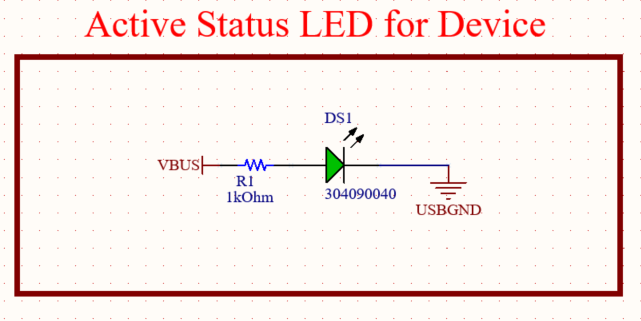 Active Status LED for Device
DS1
VBUS
R1
1kOhm
304090040
USBGND